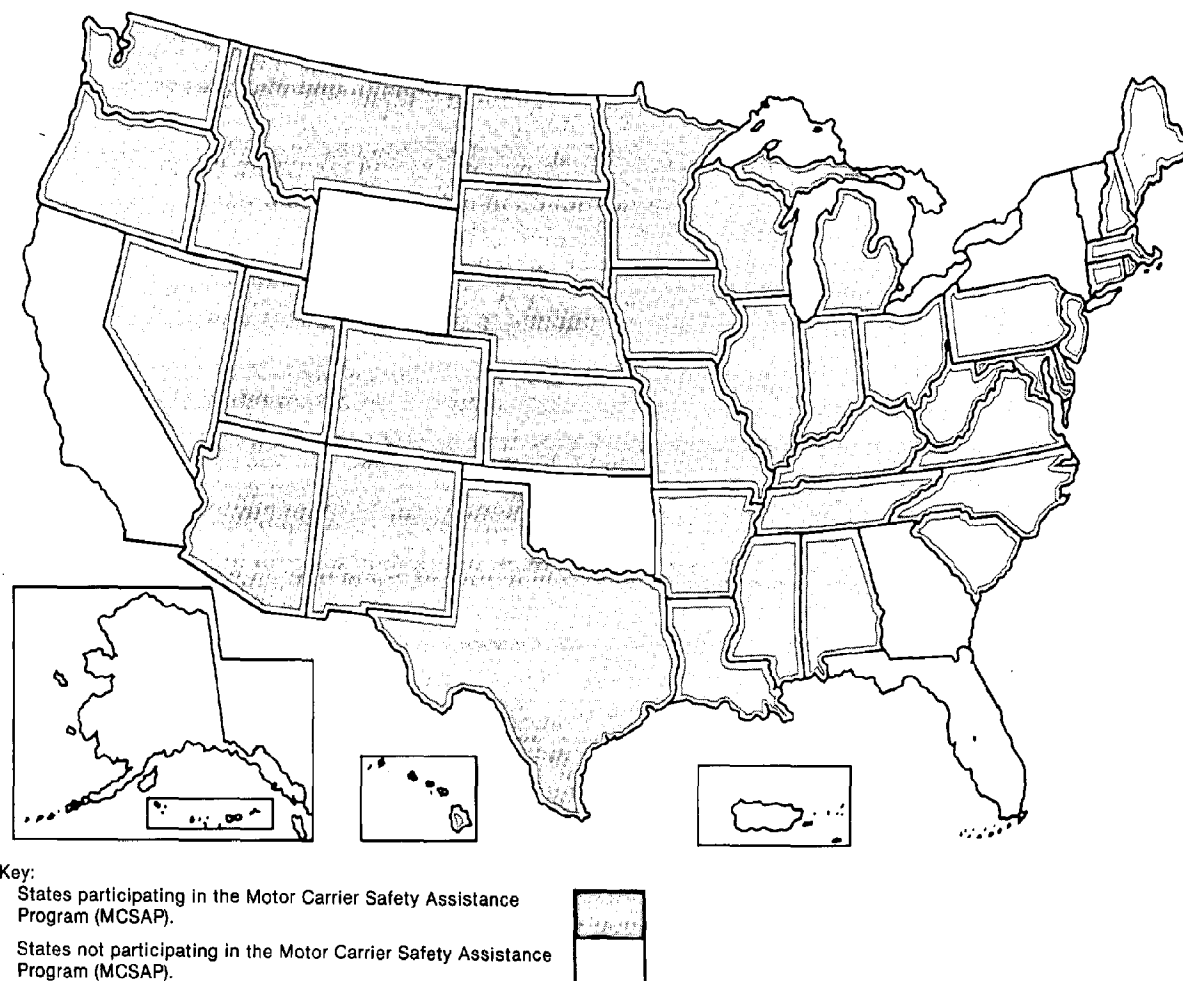 Key:
States participating in the Motor Carrier Safety Assistance
Program (MCSAP).
States not participating in the Motor Carrier Safety Assistance
Program (MCSAP).